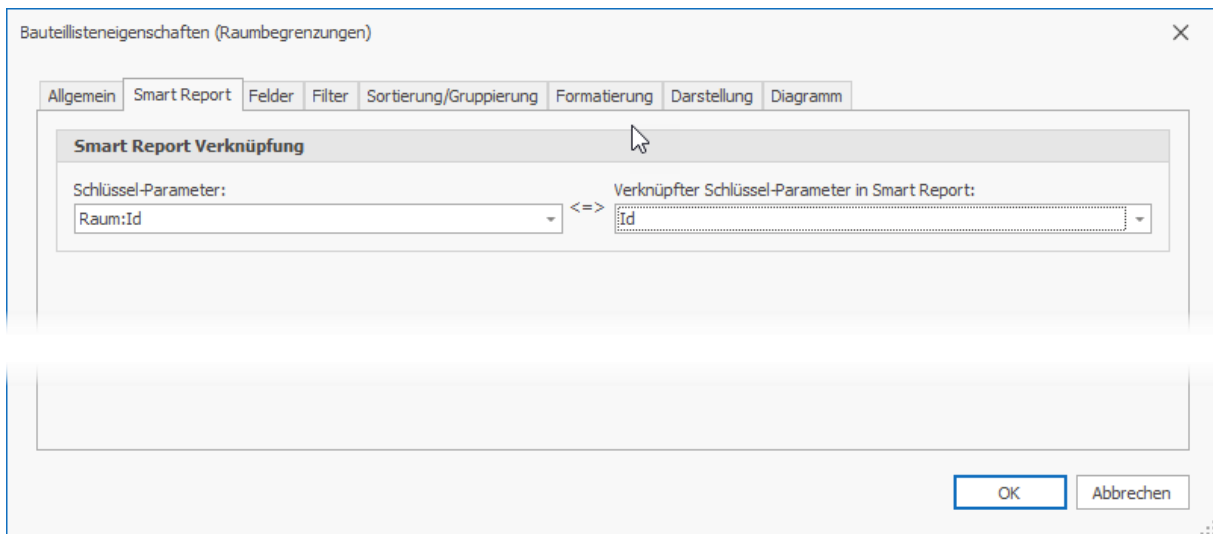 Bauteillisteneigenschaften (Raumbegrenzungen)
Allgemein Smart Report Felder Filter Sortierung/Gruppierung Formatierung Darstellung Diagramm
Smart Report Verknüpfung
Schlüssel-Parameter: Verknüpfter Schlüssel-Parameter in Smart Report:
Raum:Id <=> Id
OK Abbrechen